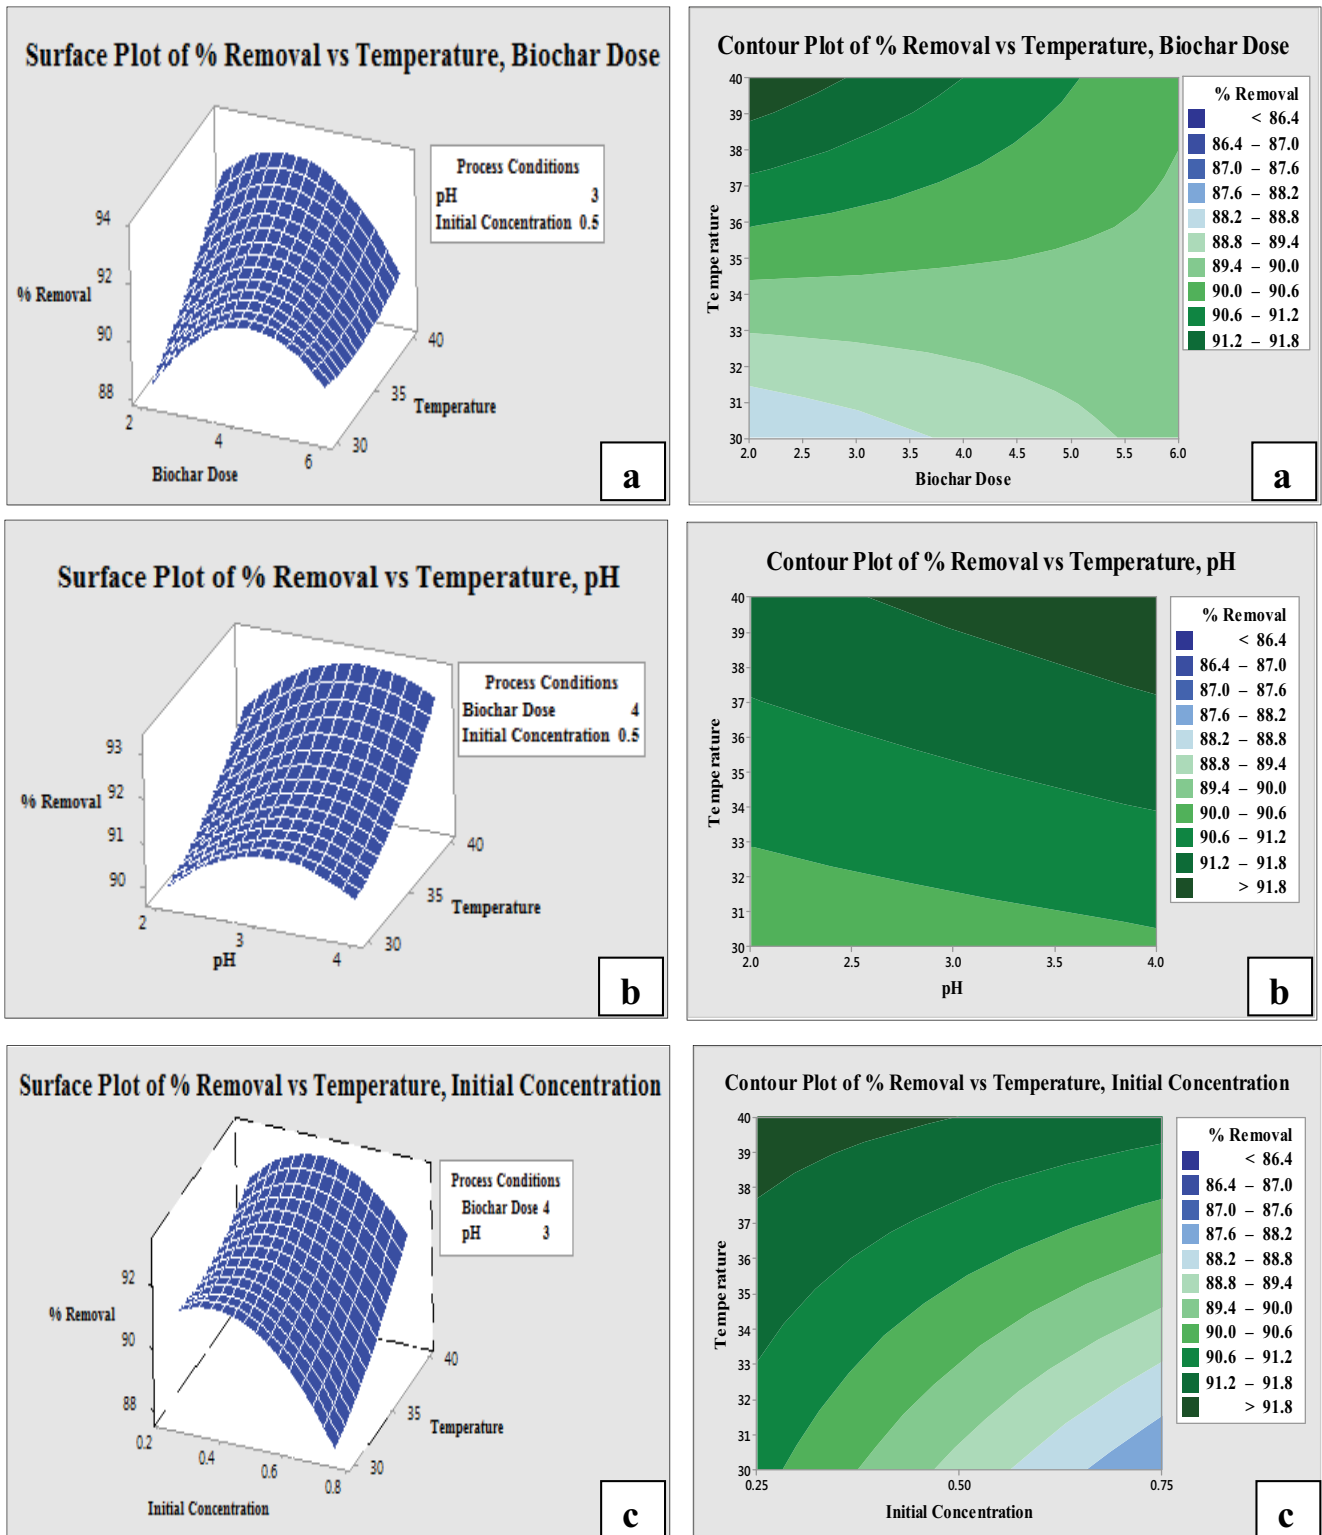 Surface Plot of % Removal vs Temperature, Biochar Dose
Process Conditions
pH 3
Initial Concentration 0.5
94
92
90
88
% Removal
2
4
6
Biochar Dose
30
35
40
Temperature
a
Contour Plot of % Removal vs Temperature, Biochar Dose
40
39
38
37
36
35
34
33
32
31
30
Temperature
2.0 2.5 3.0 3.5 4.0 4.5 5.0 5.5 6.0
Biochar Dose
% Removal
< 86.4
86.4 – 87.0
87.0 – 87.6
87.6 – 88.2
88.2 – 88.8
88.8 – 89.4
89.4 – 90.0
90.0 – 90.6
90.6 – 91.2
91.2 – 91.8
a
Surface Plot of % Removal vs Temperature, pH
Process Conditions
Biochar Dose 4
Initial Concentration 0.5
93
92
91
90
% Removal
2
3
4
pH
30
35
40
Temperature
b
Contour Plot of % Removal vs Temperature, pH
40
39
38
37
36
35
34
33
32
31
30
Temperature
2.0 2.5 3.0 3.5 4.0
pH
% Removal
< 86.4
86.4 – 87.0
87.0 – 87.6
87.6 – 88.2
88.2 – 88.8
88.8 – 89.4
89.4 – 90.0
90.0 – 90.6
90.6 – 91.2
91.2 – 91.8
> 91.8
b
Surface Plot of % Removal vs Temperature, Initial Concentration
Process Conditions
Biochar Dose 4
pH 3
92
90
88
% Removal
0.2
0.4
0.6
0.8
Initial Concentration
30
35
40
Temperature
c
Contour Plot of % Removal vs Temperature, Initial Concentration
40
39
38
37
36
35
34
33
32
31
30
Temperature
0.25 0.50 0.75
Initial Concentration
% Removal
< 86.4
86.4 – 87.0
87.0 – 87.6
87.6 – 88.2
88.2 – 88.8
88.8 – 89.4
89.4 – 90.0
90.0 – 90.6
90.6 – 91.2
91.2 – 91.8
> 91.8
c